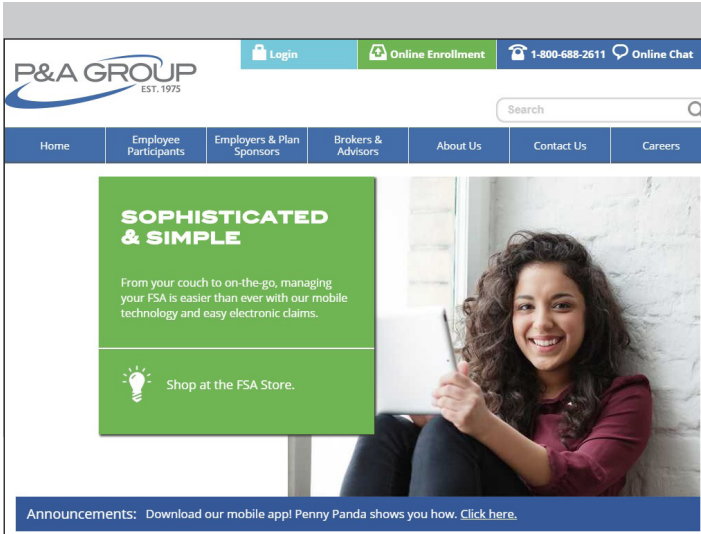 P&A GROUP
EST. 1975
Login
Online Enrollment
1-800-688-2611 Online Chat
Search
Home
Employee
Participants
Employers & Plan
Sponsors
Brokers &
Advisors
About Us
Contact Us
Careers
SOPHISTICATED
& SIMPLE
From your couch to on-the-go, managing
your FSA is easier than ever with our mobile
technology and easy electronic claims.
Shop at the FSA Store.
Announcements: Download our mobile app! Penny Panda shows you how. Click here.